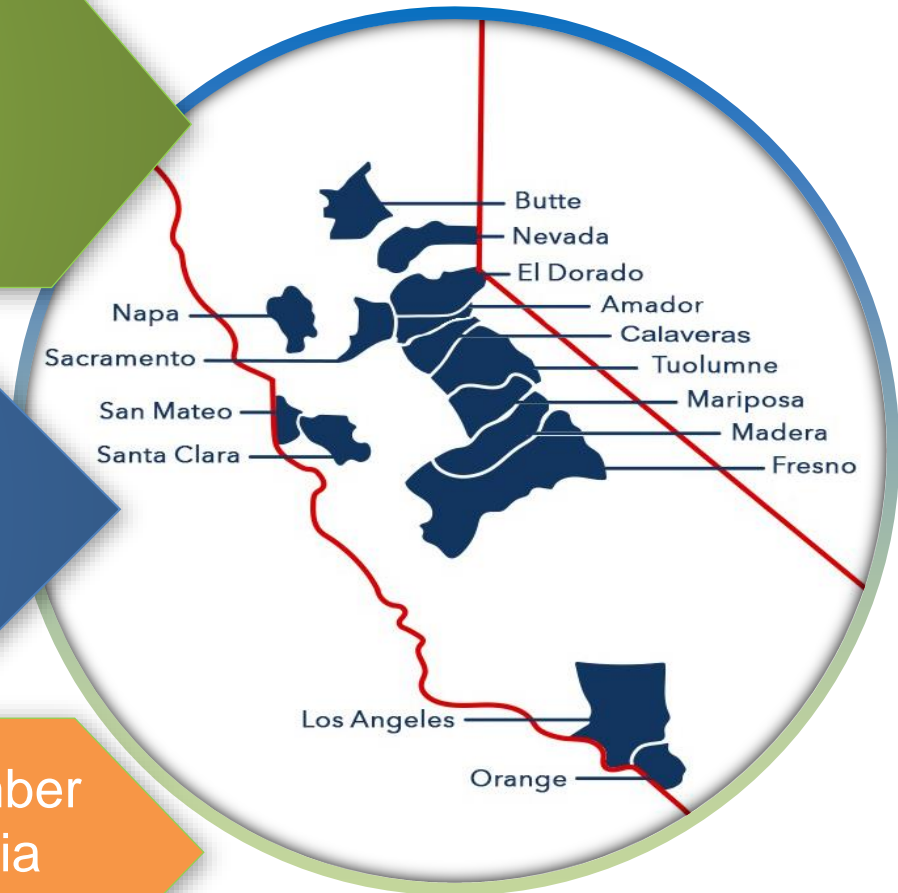 Butte
Nevada
El Dorado
Amador
Calaveras
Tuolumne
Mariposa
Madera
Fresno
Napa
Sacramento
San Mateo
Santa Clara
Los Angeles
Orange